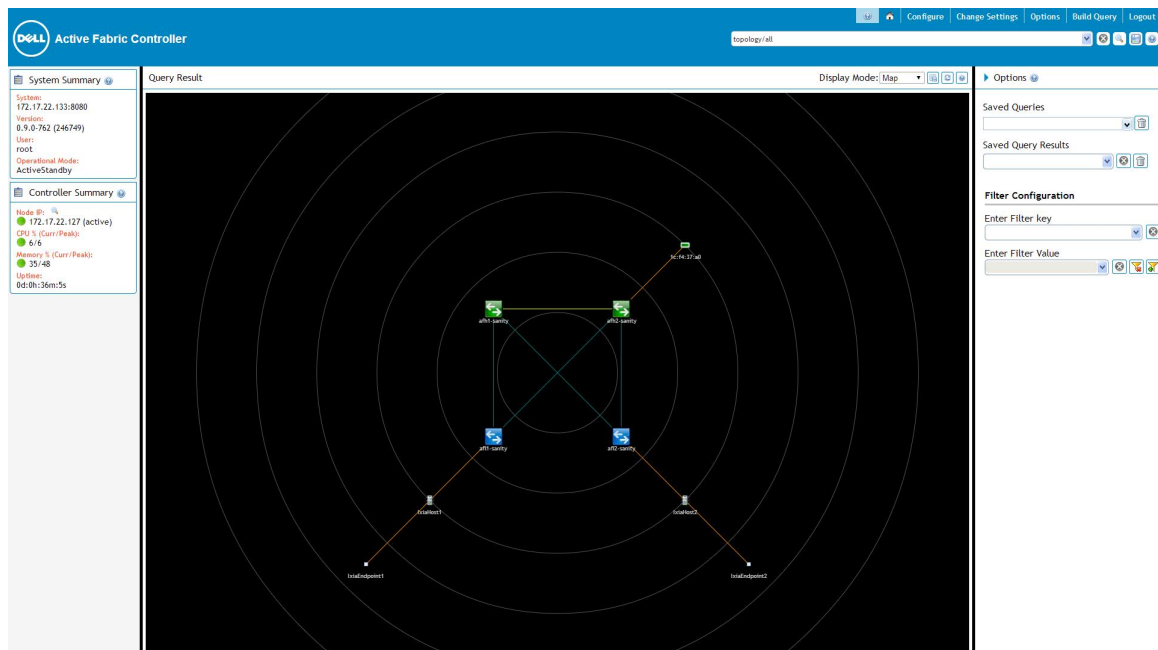 Configure
Change Settings
Options
Build Query
Logout
DELL
Active Fabric Controller
topology/all
System Summary
System:
172.17.22.133:8080
Version:
0.9.0-762 (246749)
User:
root
Operational Mode:
ActiveStandby
Controller Summary
Node IP:
172.17.22.127 (active)
CPU % (Curr/Peak):
6/6
Memory % (Curr/Peak):
35/48
Uptime:
0d:0h:36m:5s
Query Result
Display Mode: Map
1c:f4:37:a0
afh1-sanity
afh2-sanity
afl1-sanity
afl2-sanity
IxiaHost1
IxiaHost2
IxiaEndpoint1
IxiaEndpoint2
Options
Saved Queries
Saved Query Results
Filter Configuration
Enter Filter key
Enter Filter Value